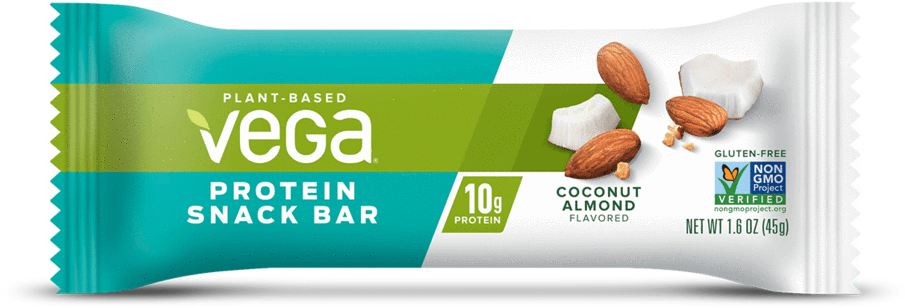 PLANT-BASED
vega®
PROTEIN
SNACK BAR
10g
PROTEIN
COCONUT
ALMOND
FLAVORED
GLUTEN-FREE
NON
GMO
Project
VERIFIED
nongmoproject.org
NET WT 1.6 OZ (45g)